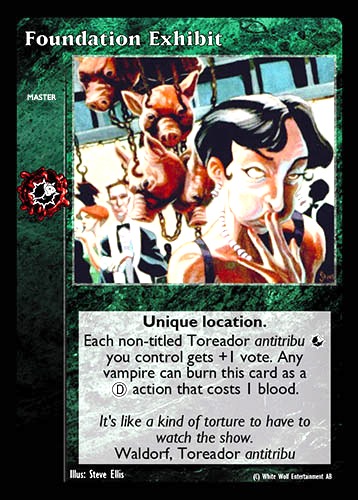 Foundation Exhibit
MASTER
Unique location.
Each non-titled Toreador antitribu
you control gets +1 vote. Any
vampire can burn this card as a
Ⓓ action that costs 1 blood.
It's like a kind of torture to have to
watch the show.
Waldorf, Toreador antitribu
Illus: Steve Ellis
(C) White Wolf Entertainment AB